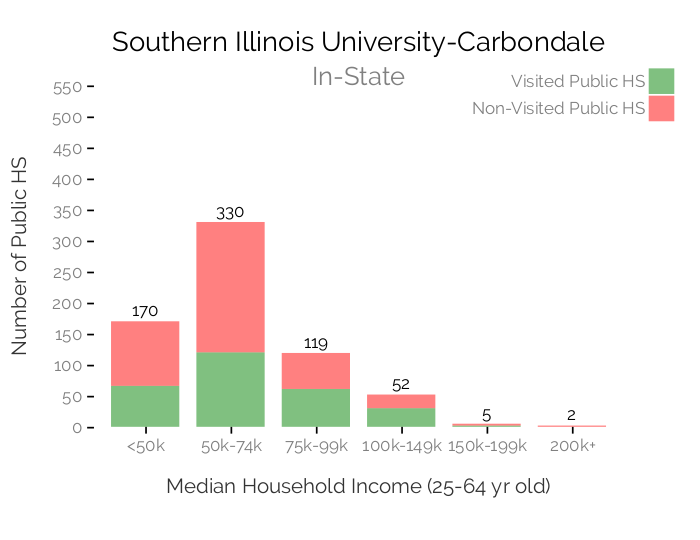 Southern Illinois University-Carbondale
In-State
Visited Public HS
Non-Visited Public HS
Number of Public HS
550
500
450
400
350
300
250
200
150
100
50
0
170
330
119
52
5
2
<50k
50k-74k
75k-99k
100k-149k
150k-199k
200k+
Median Household Income (25-64 yr old)